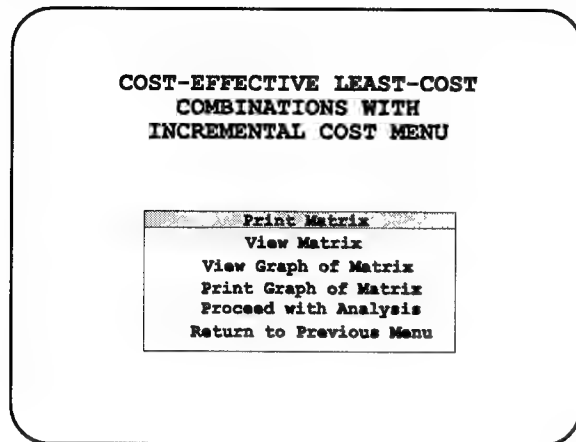 COST-EFFECTIVE LEAST-COST
COMBINATIONS WITH
INCREMENTAL COST MENU
Print Matrix
View Matrix
View Graph of Matrix
Print Graph of Matrix
Proceed with Analysis
Return to Previous Menu